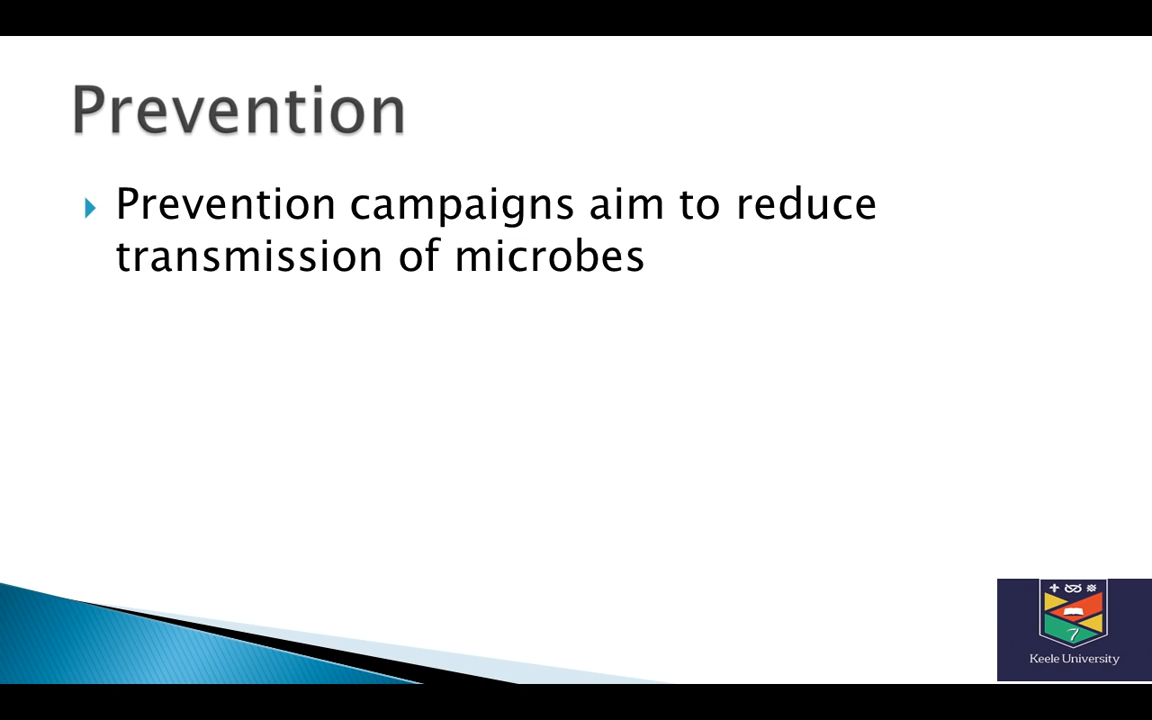 Prevention
Prevention campaigns aim to reduce
transmission of microbes
Keele University